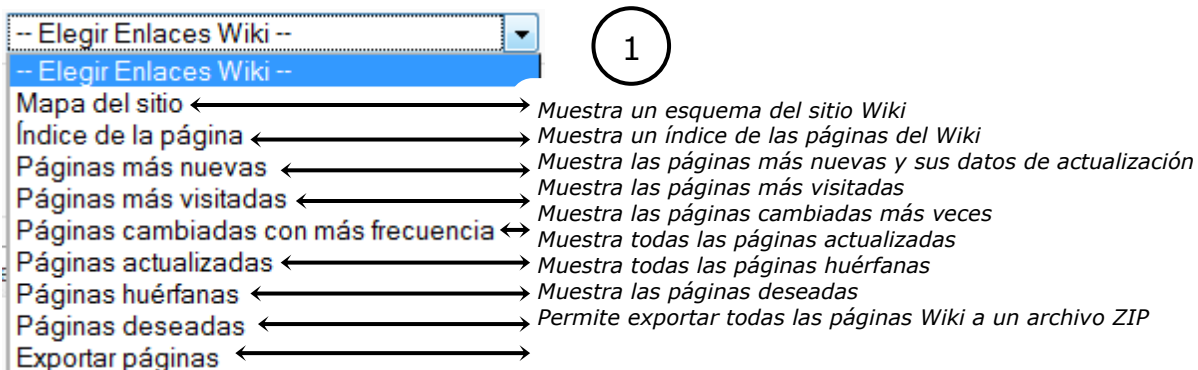 -- Elegir Enlaces Wiki --
1
-- Elegir Enlaces Wiki --
Mapa del sitio
Muestra un esquema del sitio Wiki
Índice de la página
Muestra un índice de las páginas del Wiki
Páginas más nuevas
Muestra las páginas más nuevas y sus datos de actualización
Páginas más visitadas
Muestra las páginas más visitadas
Páginas cambiadas con más frecuencia
Muestra las páginas cambiadas más veces
Páginas actualizadas
Muestra todas las páginas actualizadas
Páginas huérfanas
Muestra todas las páginas huérfanas
Páginas deseadas
Muestra las páginas deseadas
Exportar páginas
Permite exportar todas las páginas Wiki a un archivo ZIP